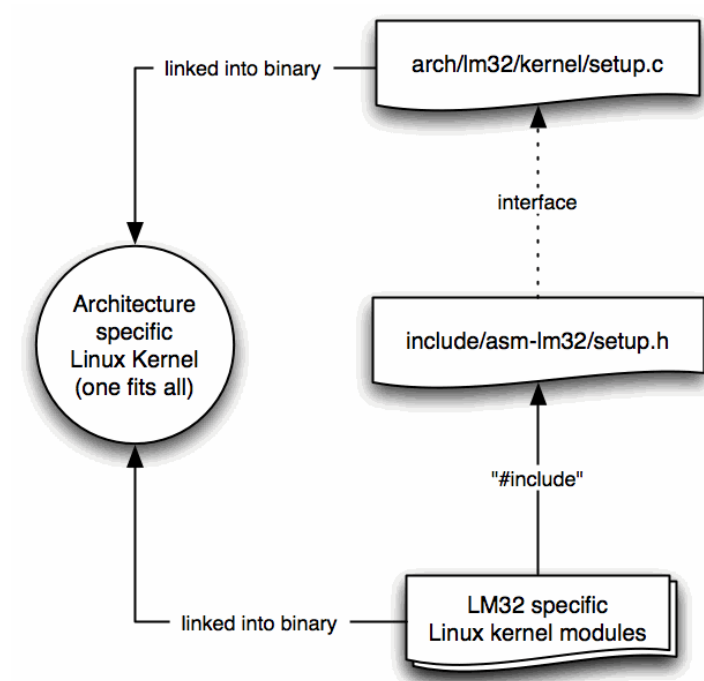 linked into binary
arch/lm32/kernel/setup.c
interface
Architecture
specific
Linux Kernel
(one fits all)
include/asm-lm32/setup.h
"#include"
linked into binary
LM32 specific
Linux kernel modules